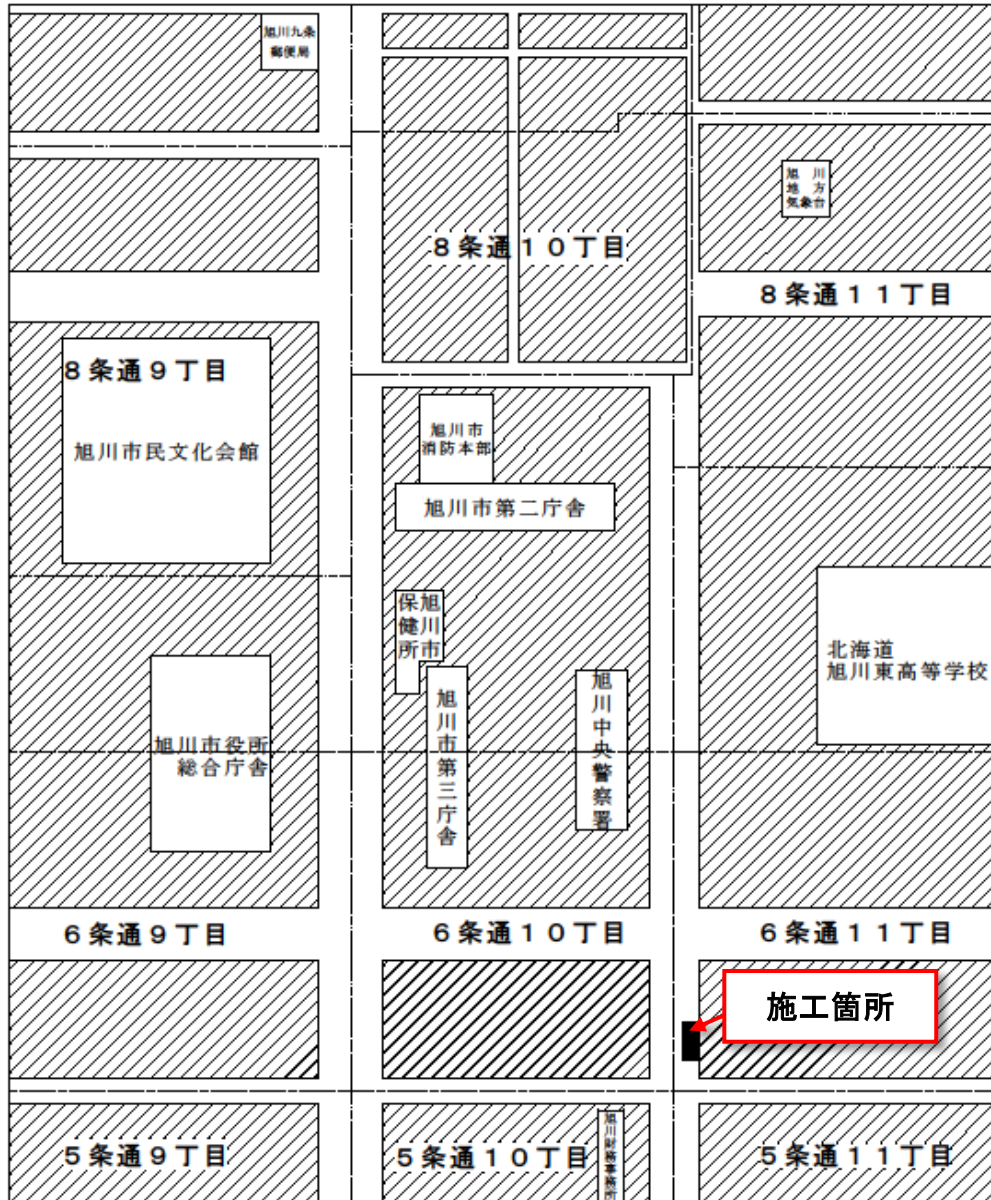 旭川九条
郵便局
旭川
地方
気象台
8条通10丁目
8条通11丁目
8条通9丁目
旭川市民文化会館
旭川市
消防本部
旭川市第二庁舎
旭川市
保健所
北海道
旭川東高等学校
旭川市役所
総合庁舎
旭川市第三庁舎
旭川中央警察署
6条通9丁目
6条通10丁目
6条通11丁目
施工箇所
5条通9丁目
5条通10丁目
旭川財務事務所
5条通11丁目